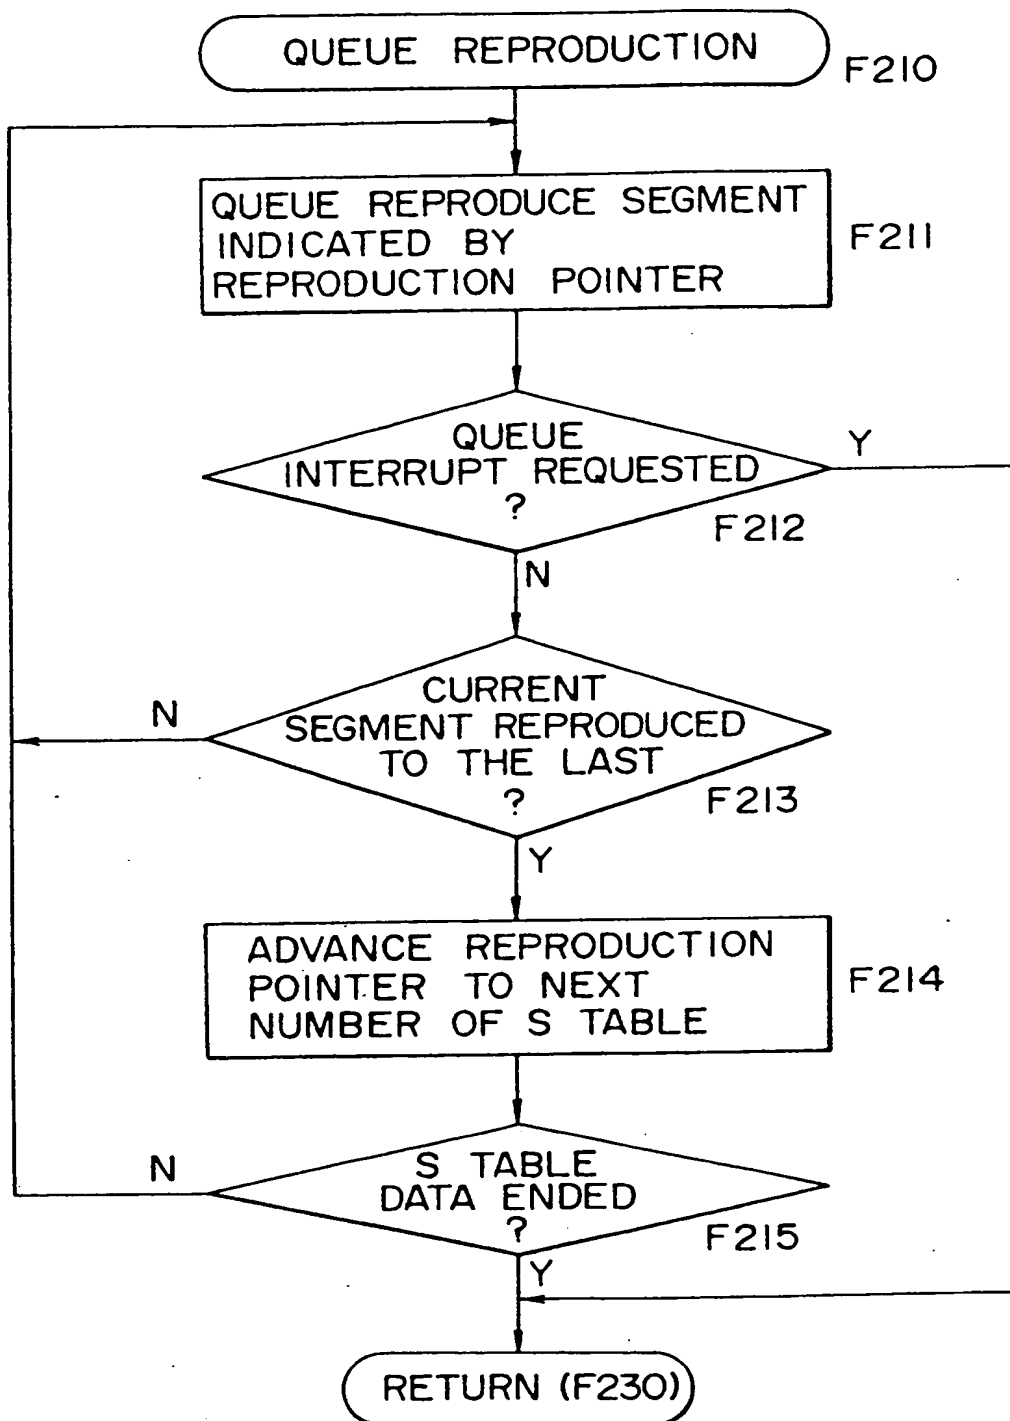 QUEUE REPRODUCTION
F210
QUEUE REPRODUCE SEGMENT
INDICATED BY
REPRODUCTION POINTER
F211
QUEUE
INTERRUPT REQUESTED
?
Y
F212
N
CURRENT
SEGMENT REPRODUCED
TO THE LAST
?
N
F213
Y
ADVANCE REPRODUCTION
POINTER TO NEXT
NUMBER OF S TABLE
F214
S TABLE
DATA ENDED
?
N
F215
Y
RETURN (F230)